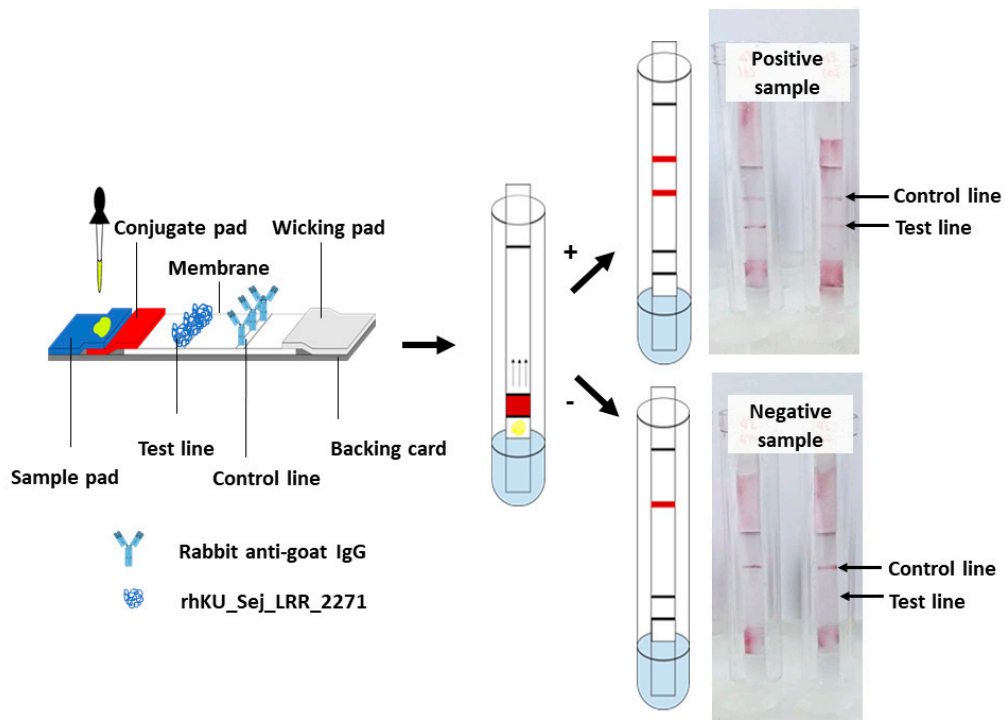 Conjugate pad
Wicking pad
Membrane
Test line
Backing card
Sample pad
Control line
Rabbit anti-goat IgG
rhKU_Sej_LRR_2271
+
-
Positive
sample
Control line
Test line
Negative
sample
Control line
Test line